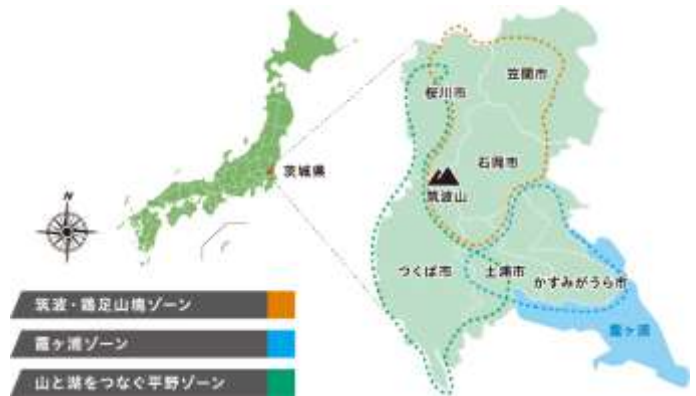 茨城県
N
桜川市
笠間市
石岡市
筑波山
つくば市
土浦市
かすみがうら市
霞ヶ浦
筑波・鶏足山塊ゾーン
霞ヶ浦ゾーン
山と湖をつなぐ平野ゾーン